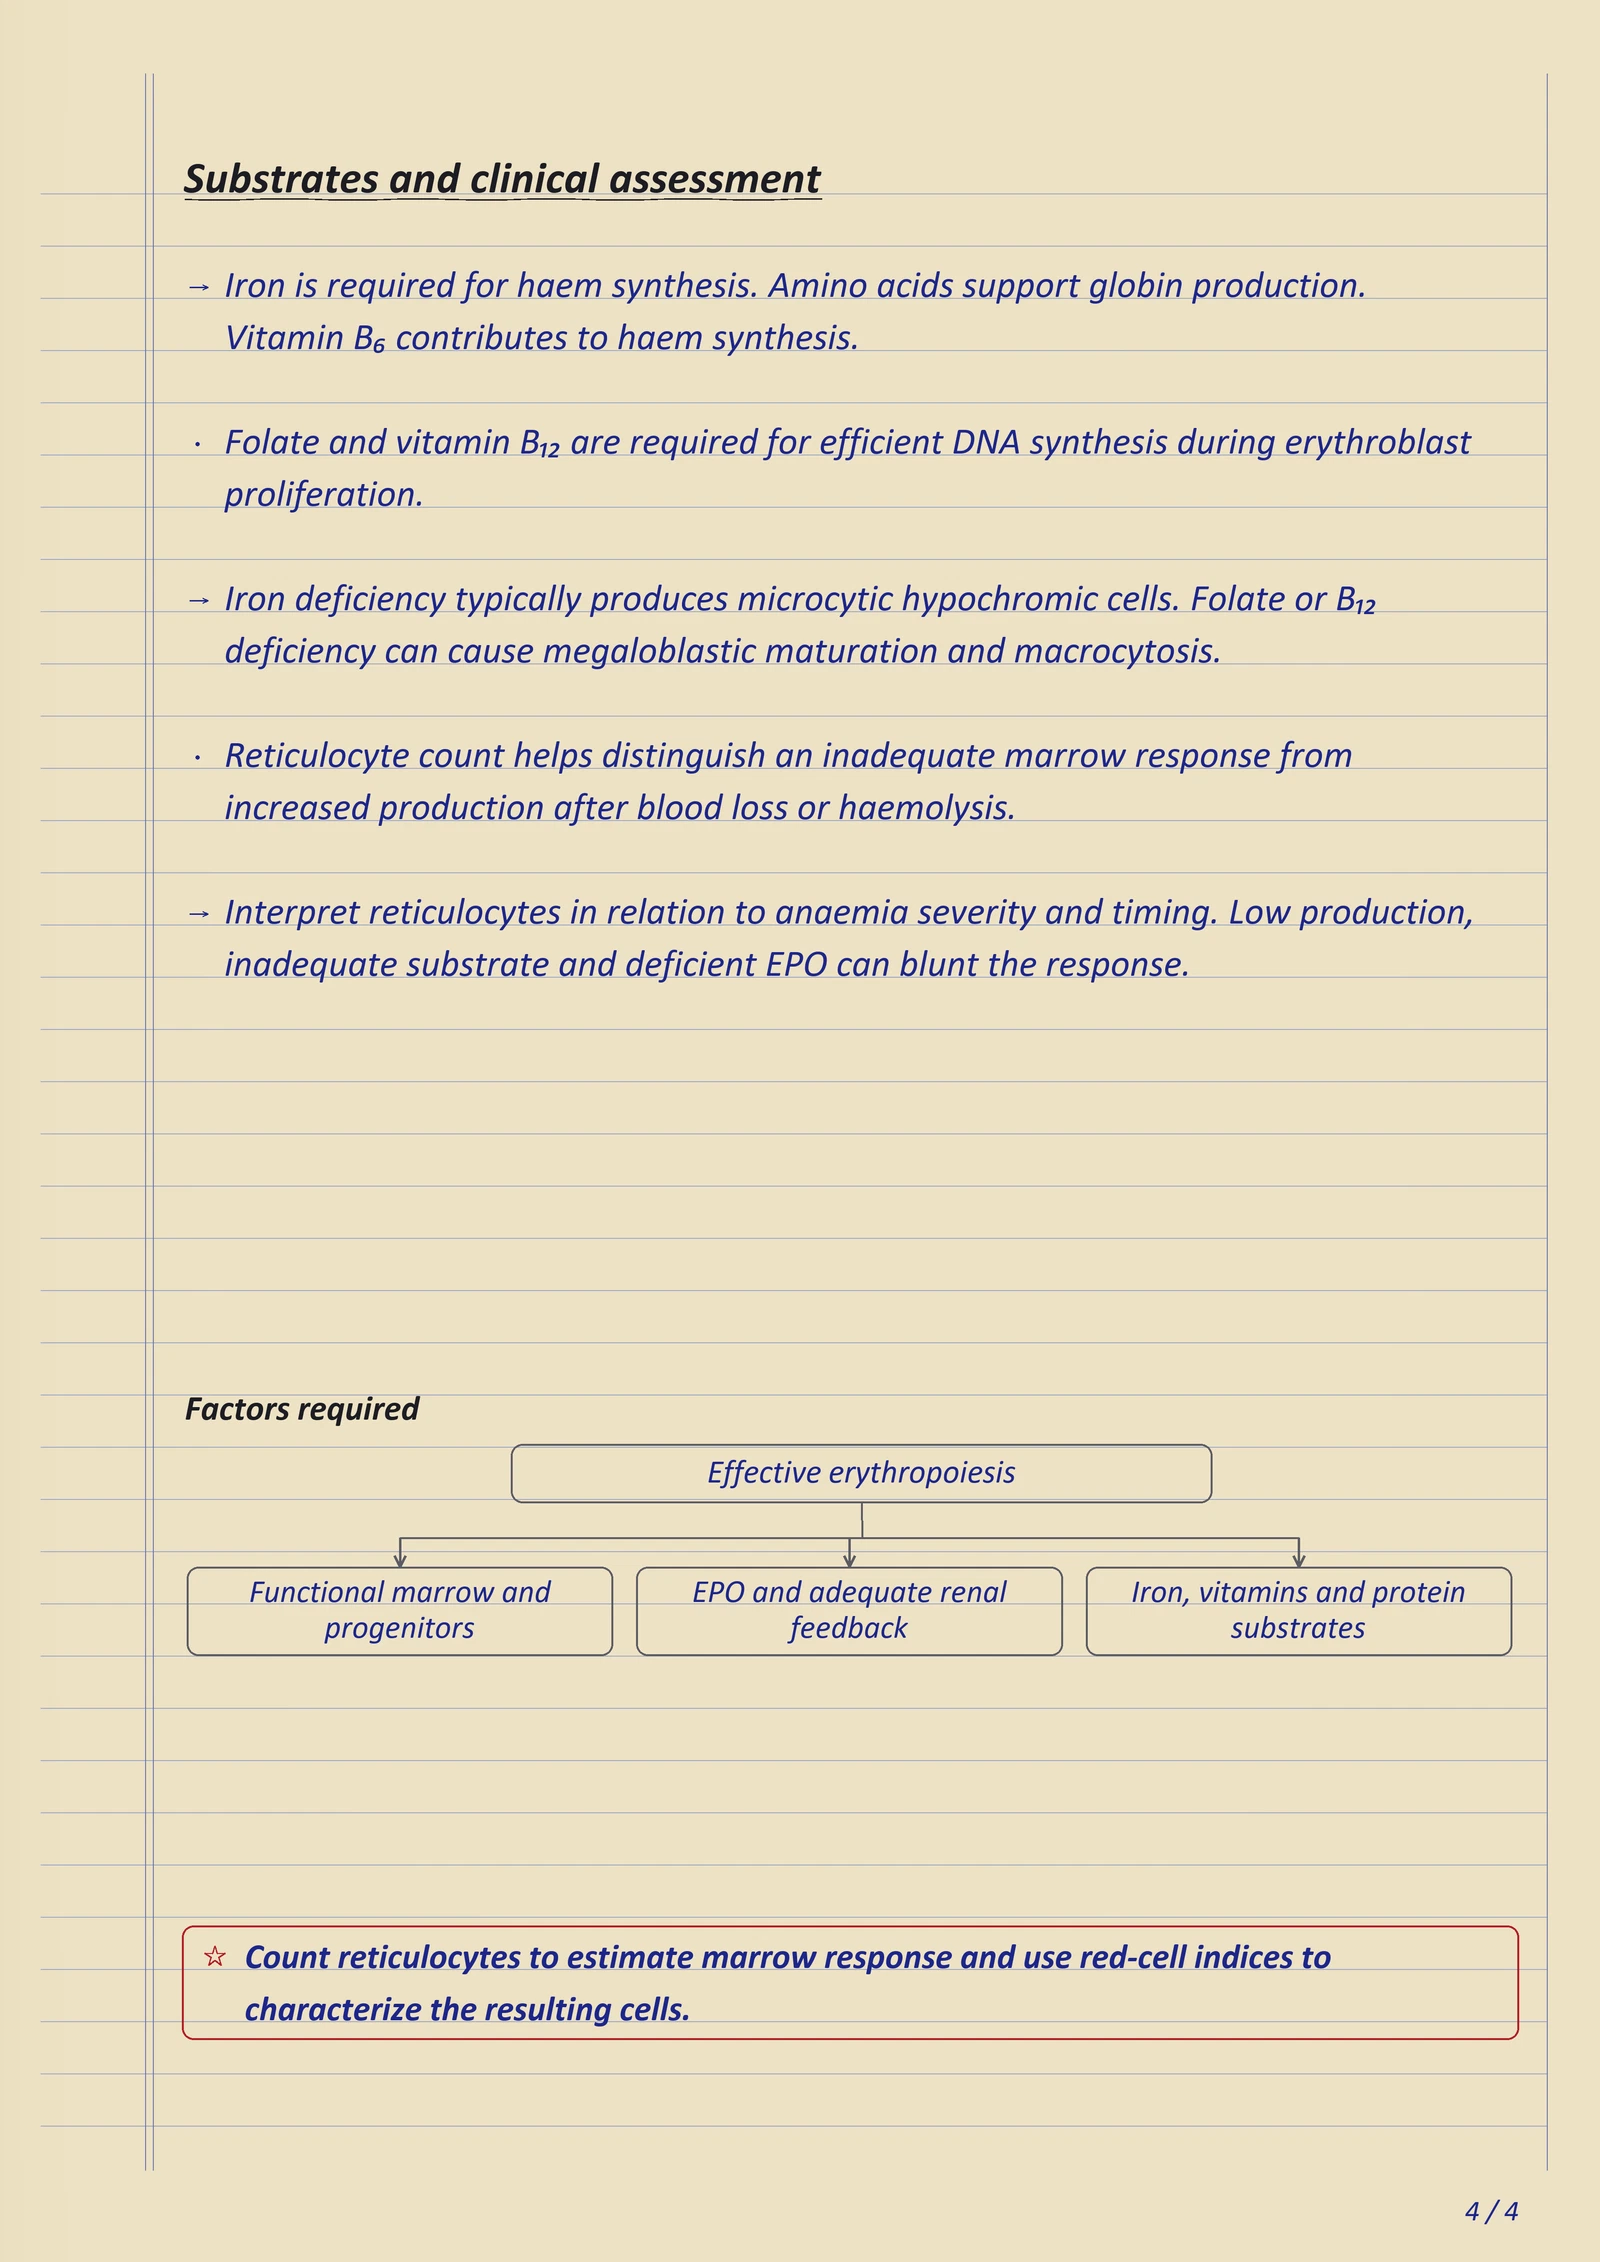 Substrates and clinical assessment
→ Iron is required for haem synthesis. Amino acids support globin production.
Vitamin B₆ contributes to haem synthesis.
· Folate and vitamin B₁₂ are required for efficient DNA synthesis during erythroblast
proliferation.
→ Iron deficiency typically produces microcytic hypochromic cells. Folate or B₁₂
deficiency can cause megaloblastic maturation and macrocytosis.
· Reticulocyte count helps distinguish an inadequate marrow response from
increased production after blood loss or haemolysis.
→ Interpret reticulocytes in relation to anaemia severity and timing. Low production,
inadequate substrate and deficient EPO can blunt the response.
Factors required
Effective erythropoiesis
Functional marrow and
progenitors
EPO and adequate renal
feedback
Iron, vitamins and protein
substrates
☆ Count reticulocytes to estimate marrow response and use red-cell indices to
characterize the resulting cells.
4 / 4